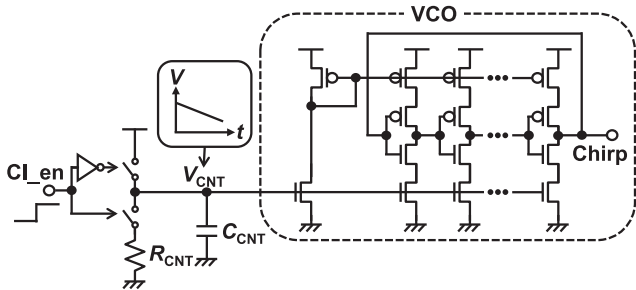 VCO
V
t
CI_en
V_CNT
Chirp
C_CNT
R_CNT